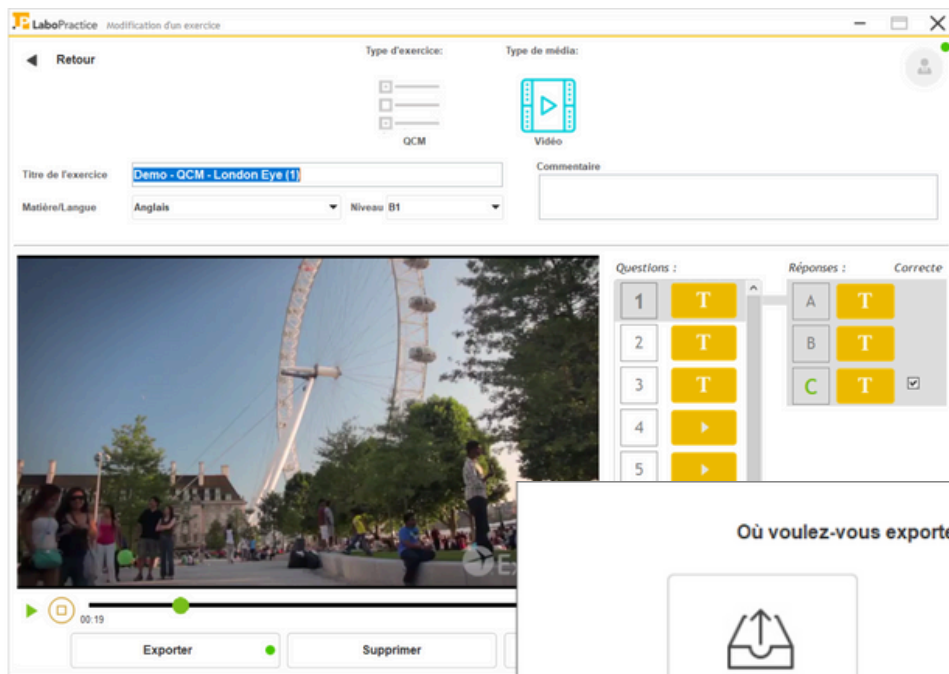 LaboPractice Modification d'un exercice
Retour
Type d'exercice:
Type de média:
QCM
Vidéo
Titre de l'exercice
Demo - QCM - London Eye (1)
Commentaire
Matière/Langue
Anglais
Niveau B1
Questions :
Réponses :
Correcte
1 T
A T
2 T
B T
3 T
C T
4
5
Où voulez-vous exporte
00:19
Exporter
Supprimer